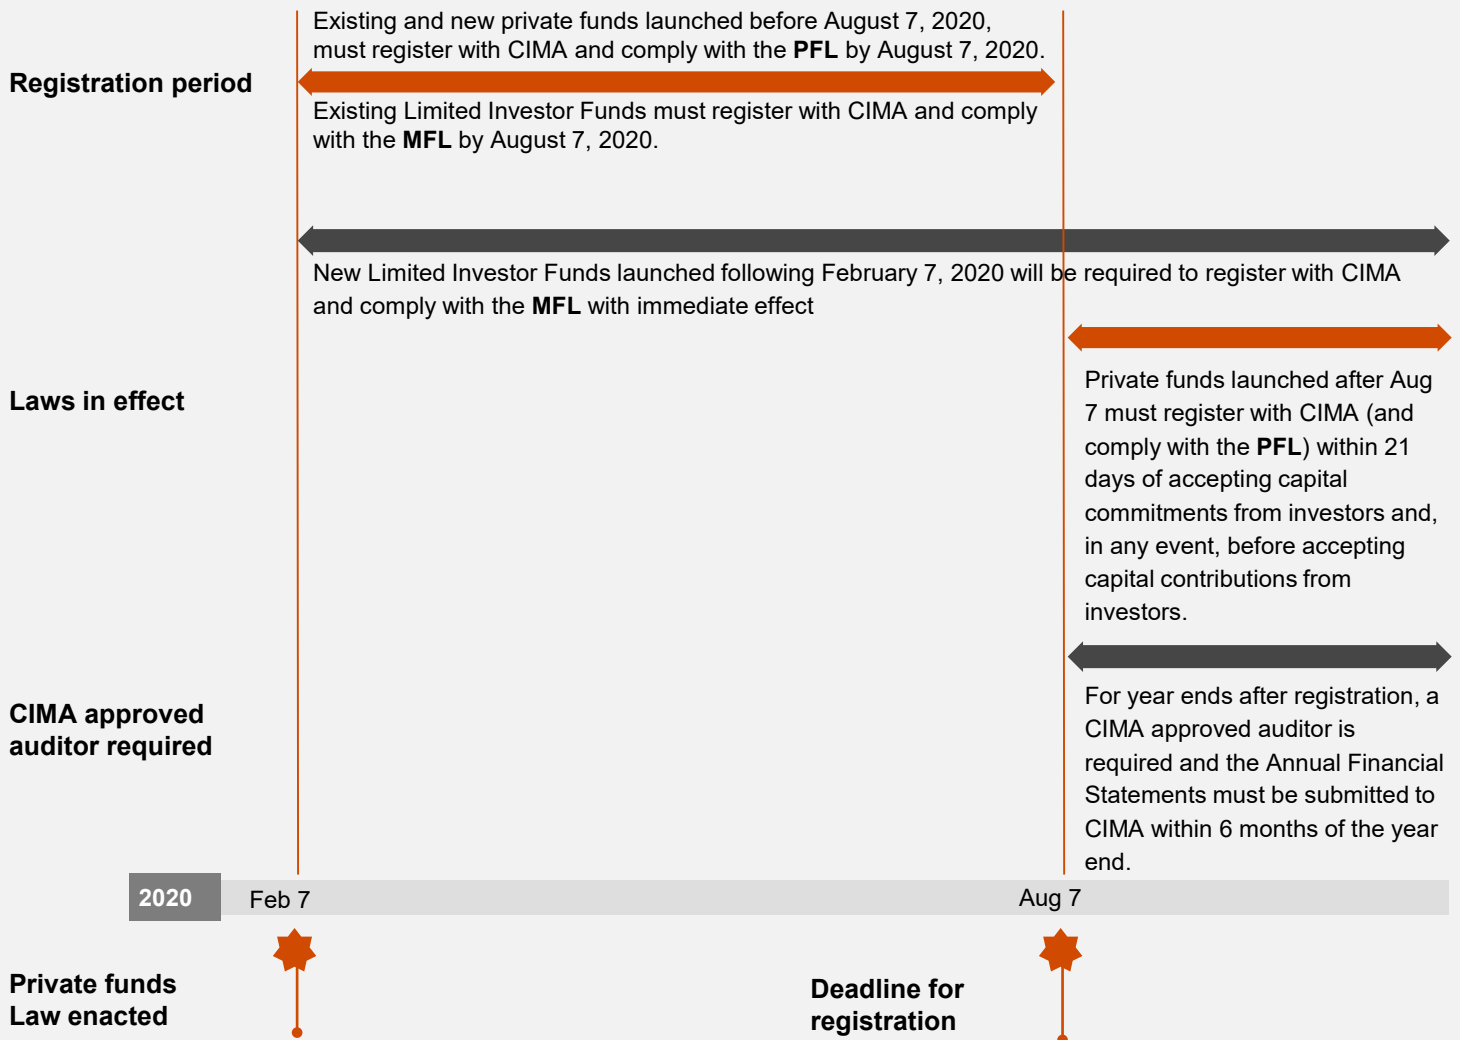 Existing and new private funds launched before August 7, 2020,
must register with CIMA and comply with the PFL by August 7, 2020.
Registration period
Existing Limited Investor Funds must register with CIMA and comply
with the MFL by August 7, 2020.
New Limited Investor Funds launched following February 7, 2020 will be required to register with CIMA
and comply with the MFL with immediate effect
Laws in effect
Private funds launched after Aug
7 must register with CIMA (and
comply with the PFL) within 21
days of accepting capital
commitments from investors and,
in any event, before accepting
capital contributions from
investors.
CIMA approved
auditor required
For year ends after registration, a
CIMA approved auditor is
required and the Annual Financial
Statements must be submitted to
CIMA within 6 months of the year
end.
2020
Feb 7
Aug 7
Private funds
Law enacted
Deadline for
registration